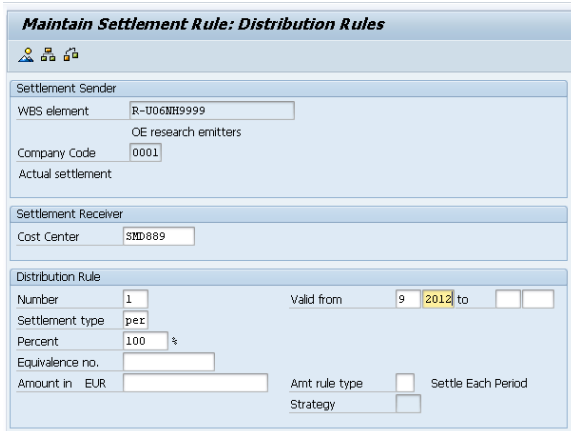 Maintain Settlement Rule: Distribution Rules
Settlement Sender
WBS element R-U06NH9999
OE research emitters
Company Code 0001
Actual settlement
Settlement Receiver
Cost Center SMD889
Distribution Rule
Number 1 Valid from 9 2012 to
Settlement type per
Percent 100 %
Equivalence no.
Amount in EUR Amt rule type Settle Each Period
Strategy